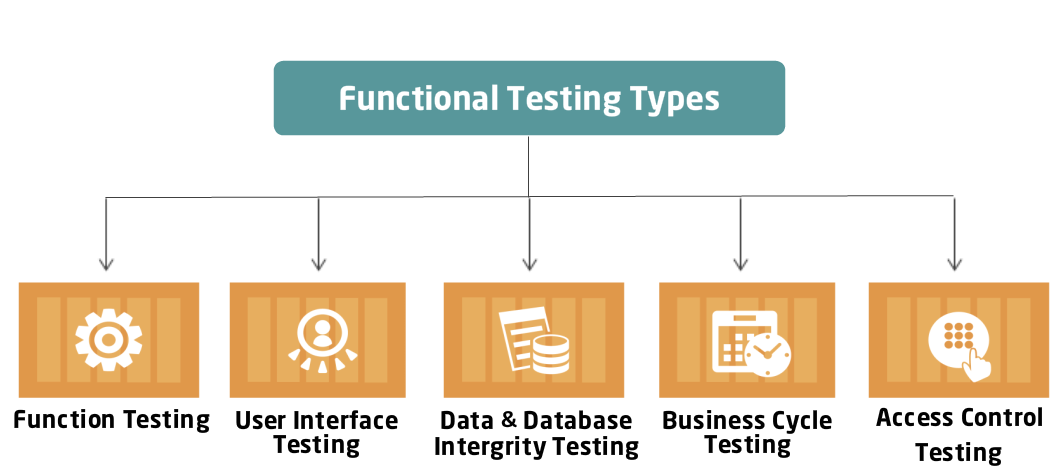 Functional Testing Types
Function Testing
User Interface
Testing
Data & Database
Intergrity Testing
Business Cycle
Testing
Access Control
Testing